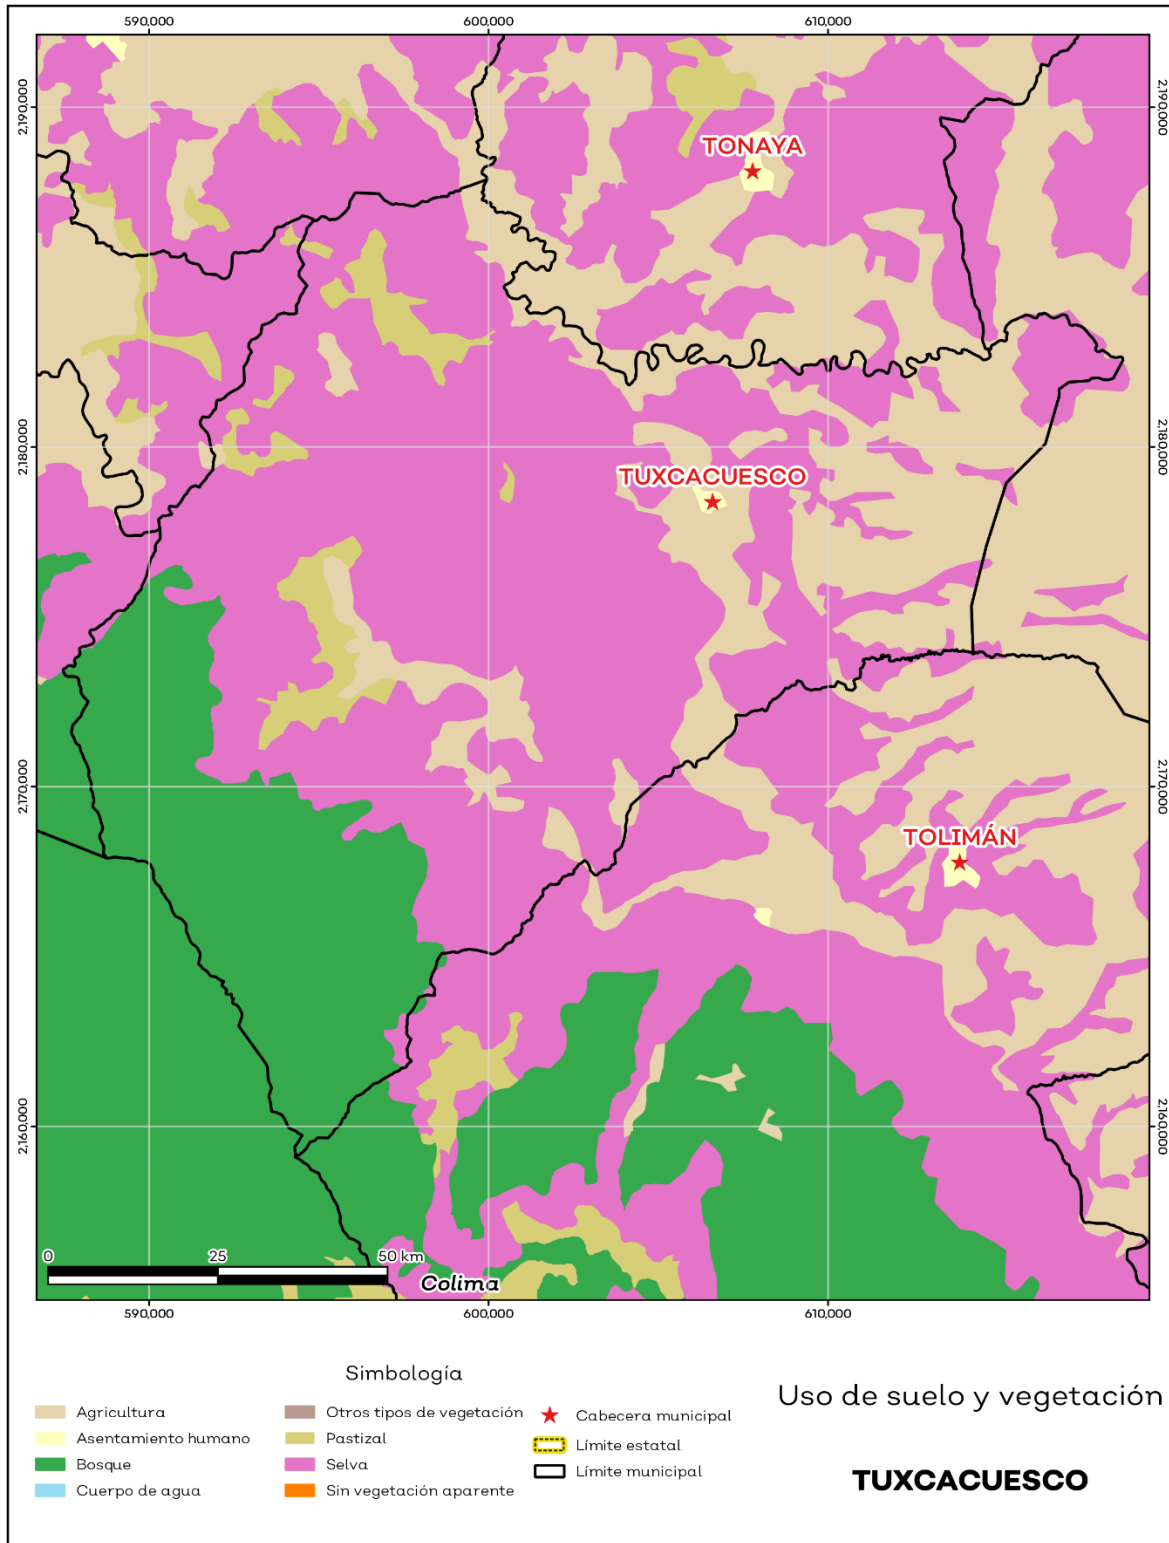 590,000
600,000
610,000
2,190,000
2,190,000
TONAYA
2,180,000
2,180,000
TUXCACUESCO
2,170,000
2,170,000
TOLIMÁN
2,160,000
2,160,000
0
25
50 km
Colima
590,000
600,000
610,000
Simbología
Agricultura
Asentamiento humano
Bosque
Cuerpo de agua
Otros tipos de vegetación
Pastizal
Selva
Sin vegetación aparente
Cabecera municipal
Límite estatal
Límite municipal
Uso de suelo y vegetación
TUXCACUESCO